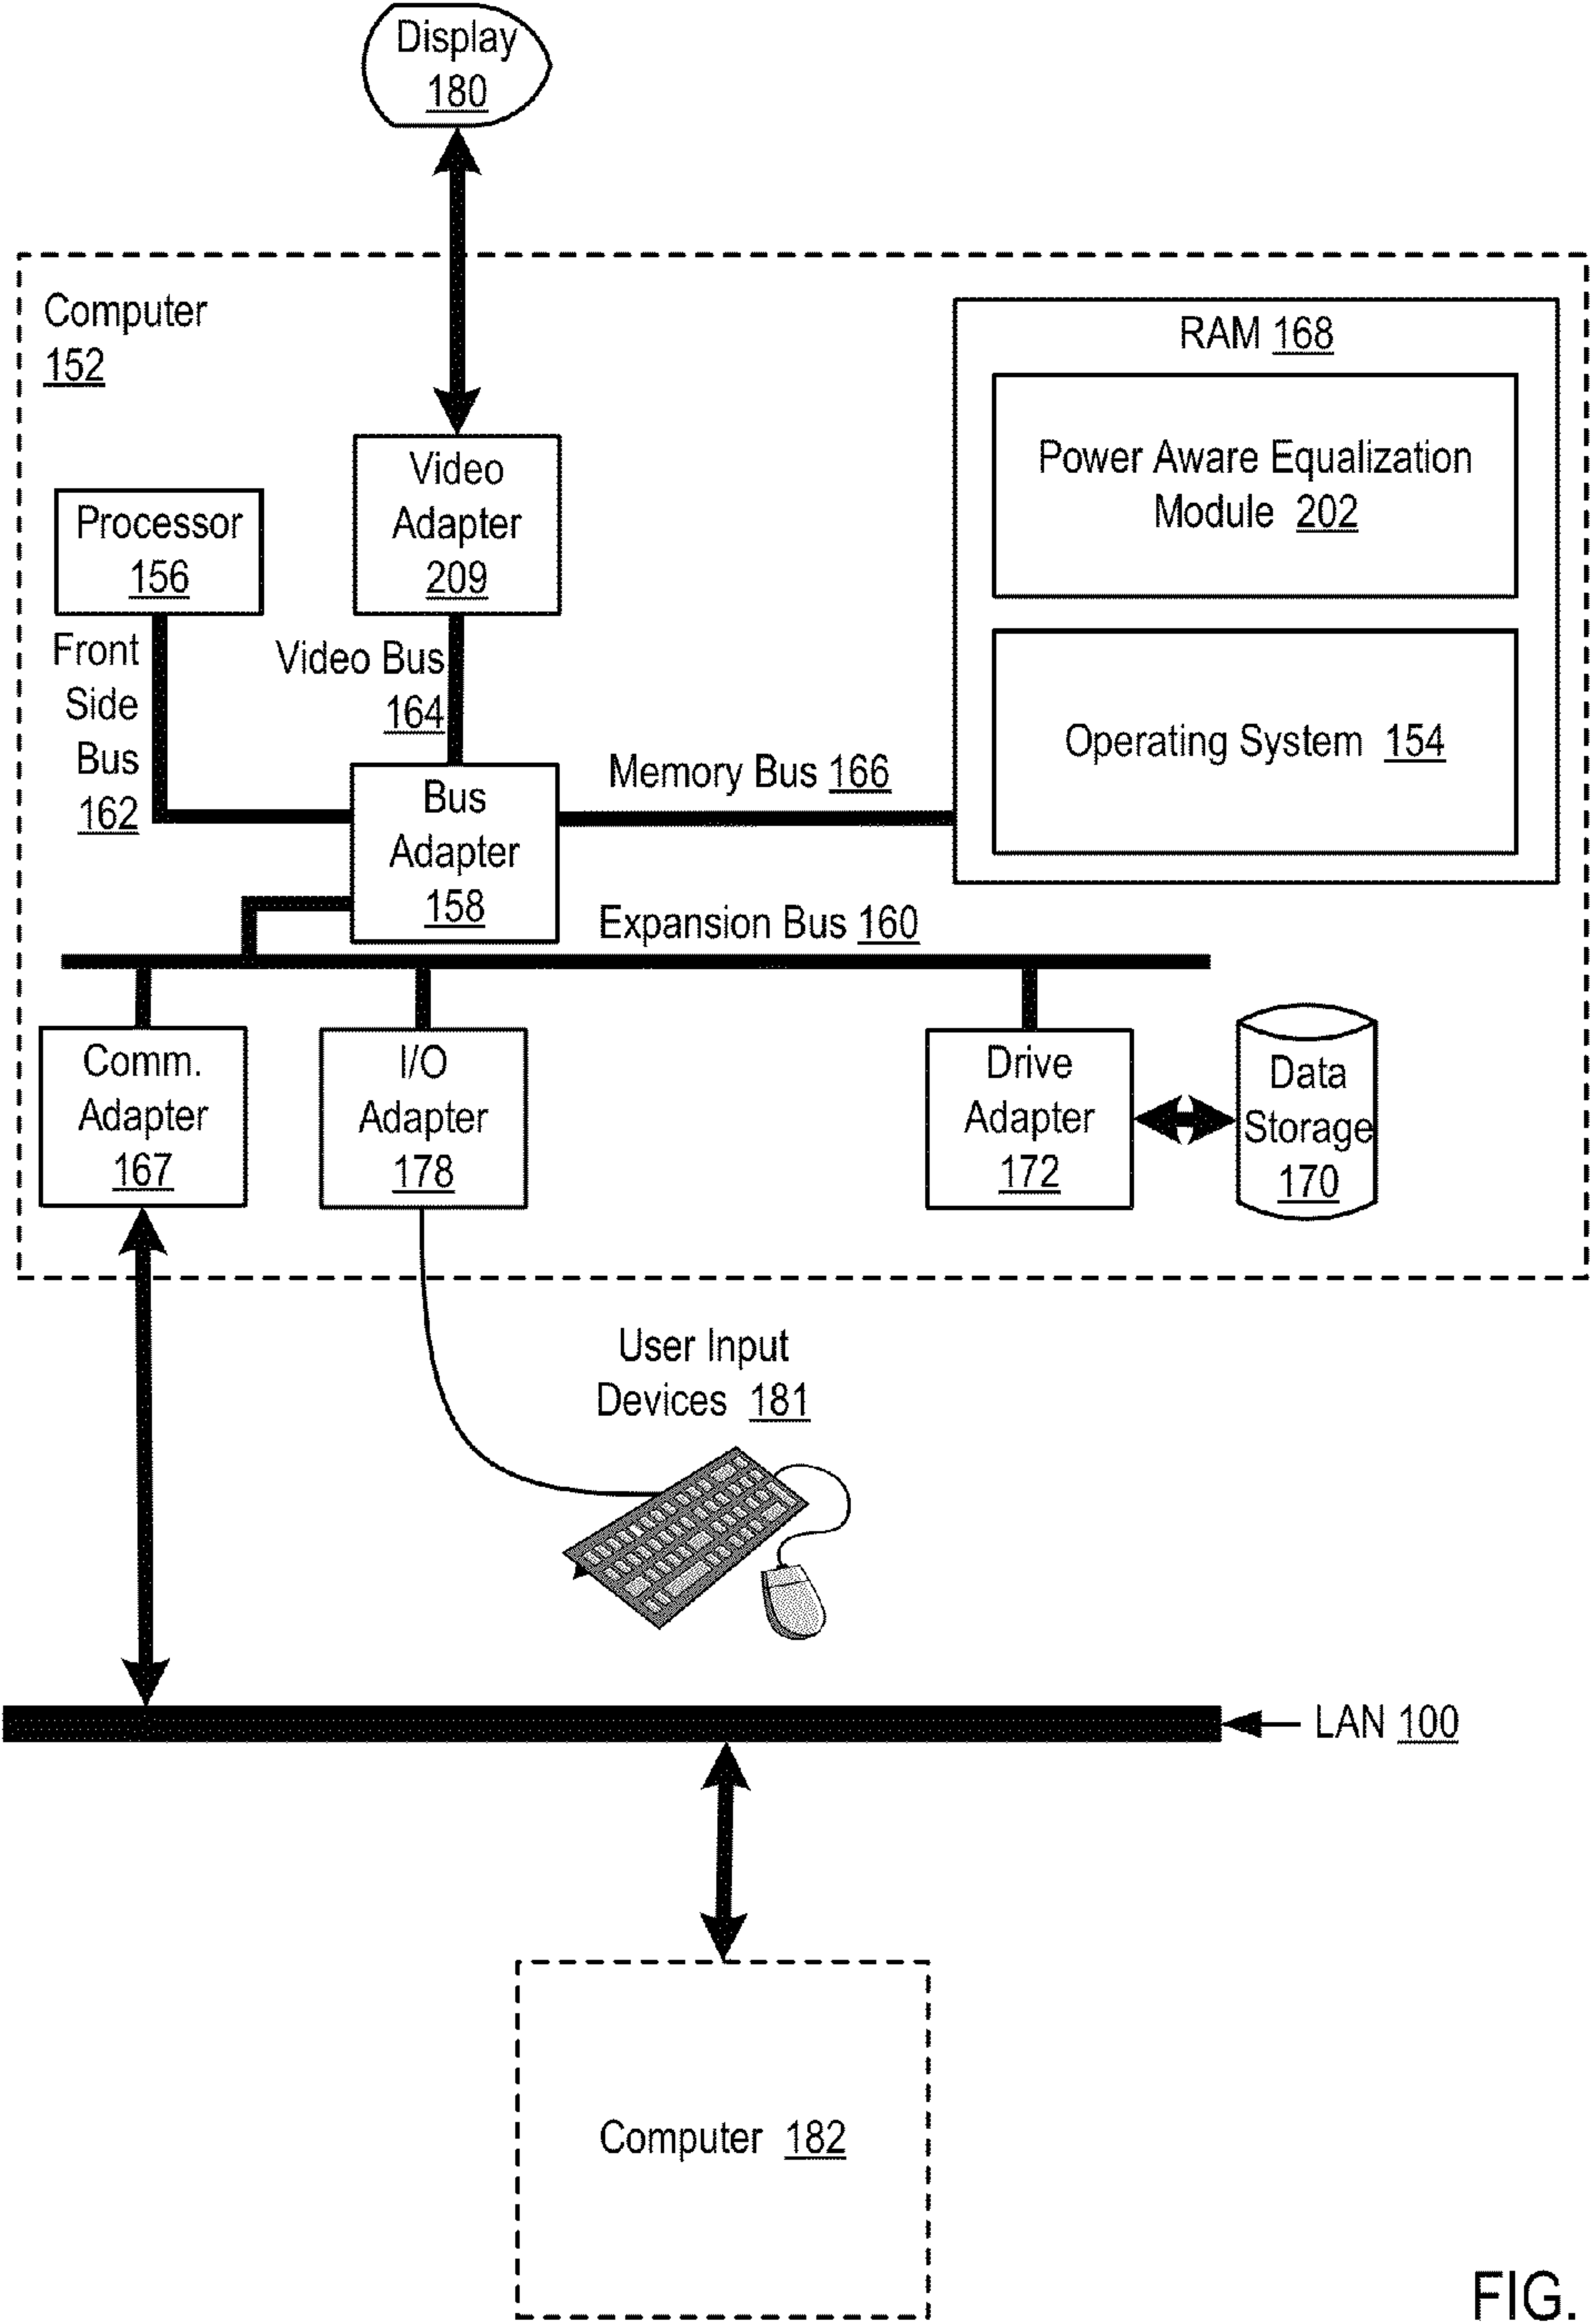 Display
180
Computer
152
RAM 168
Power Aware Equalization
Module 202
Video
Adapter
209
Processor
156
Front
Side
Bus
162
Video Bus
164
Operating System 154
Memory Bus 166
Bus
Adapter
158
Expansion Bus 160
Comm.
Adapter
167
I/O
Adapter
178
Drive
Adapter
172
Data
Storage
170
User Input
Devices 181
LAN 100
Computer 182
FIG.